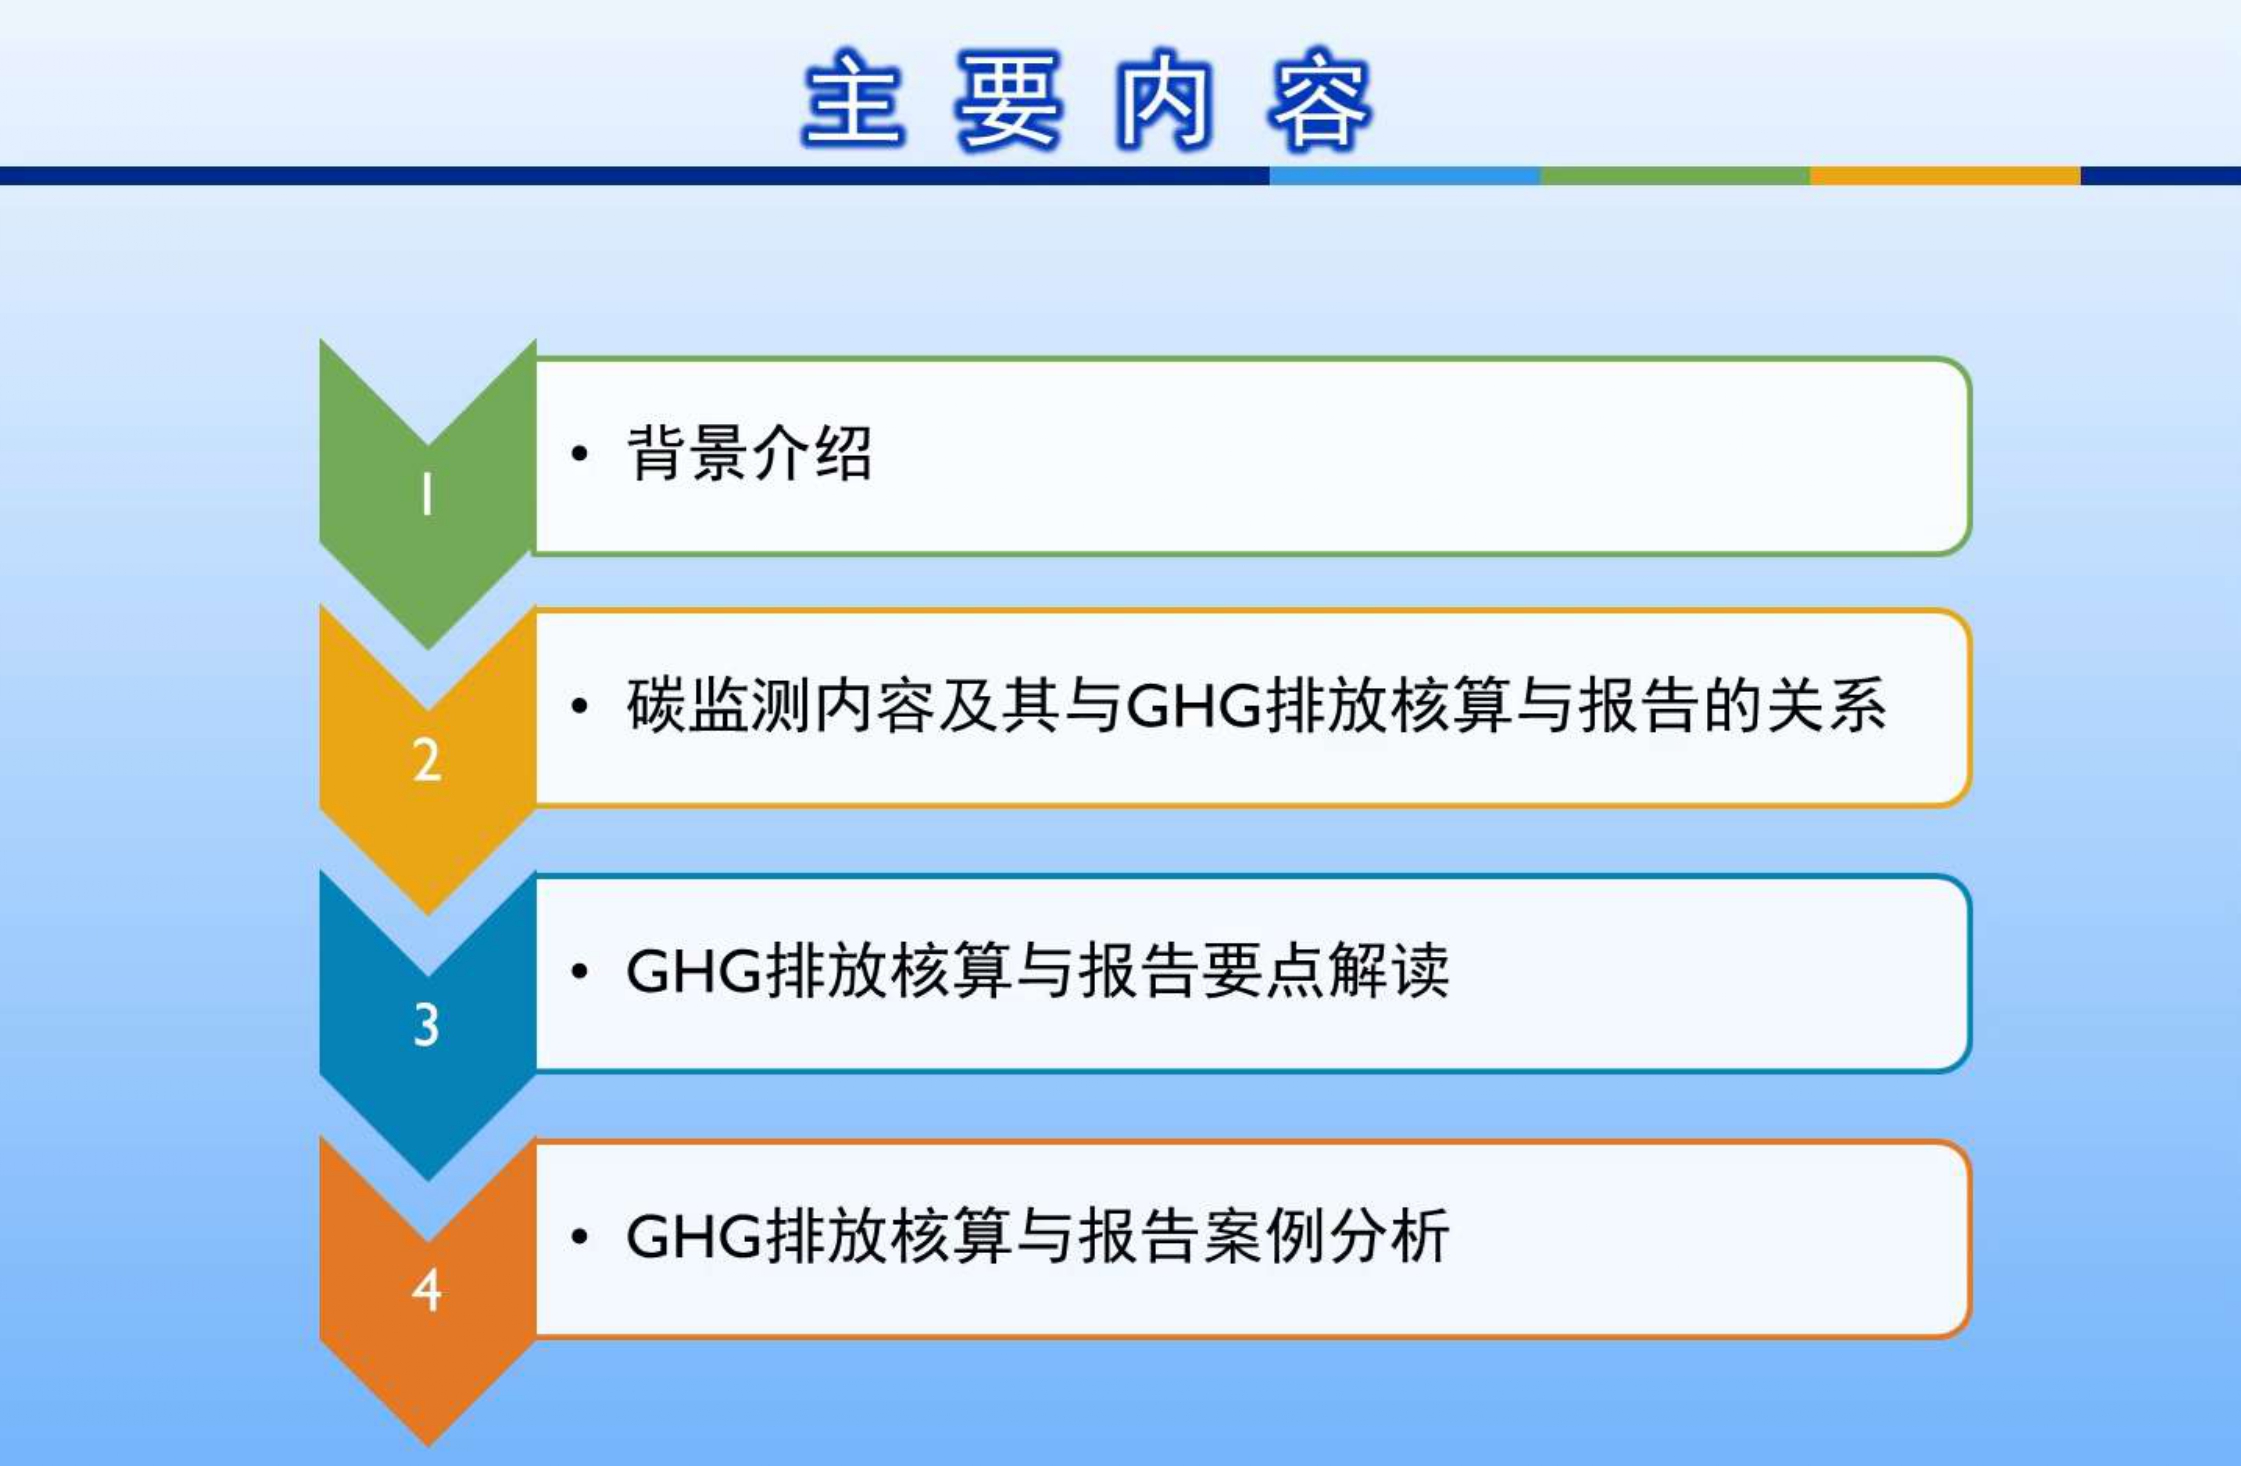 主要内容
1
• 背景介绍
2
• 碳监测内容及其与GHG排放核算与报告的关系
3
• GHG排放核算与报告要点解读
4
• GHG排放核算与报告案例分析